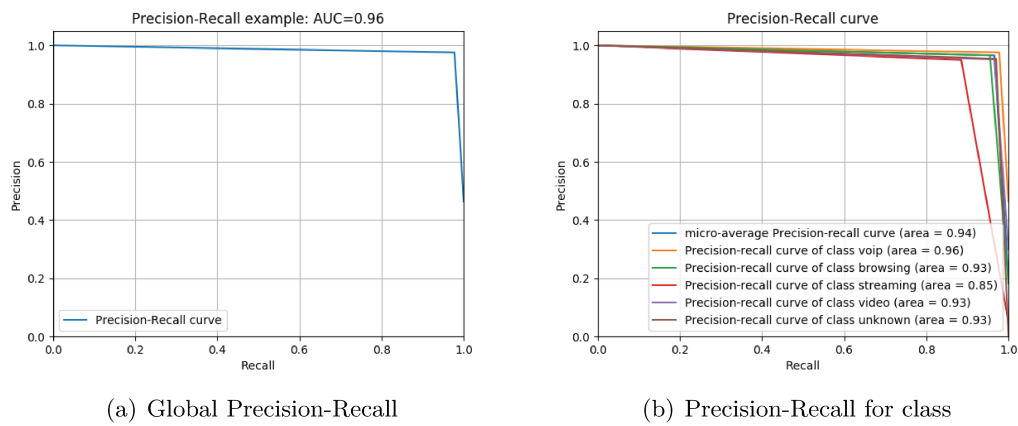 Precision-Recall example: AUC=0.96
1.0
0.8
0.6
0.4
0.2
0.0
Precision
Precision-Recall curve
0.0 0.2 0.4 0.6 0.8 1.0
Recall
(a) Global Precision-Recall
Precision-Recall curve
1.0
0.8
0.6
0.4
0.2
0.0
Precision
micro-average Precision-recall curve (area = 0.94)
Precision-recall curve of class voip (area = 0.96)
Precision-recall curve of class browsing (area = 0.93)
Precision-recall curve of class streaming (area = 0.85)
Precision-recall curve of class video (area = 0.93)
Precision-recall curve of class unknown (area = 0.93)
0.0 0.2 0.4 0.6 0.8 1.0
Recall
(b) Precision-Recall for class